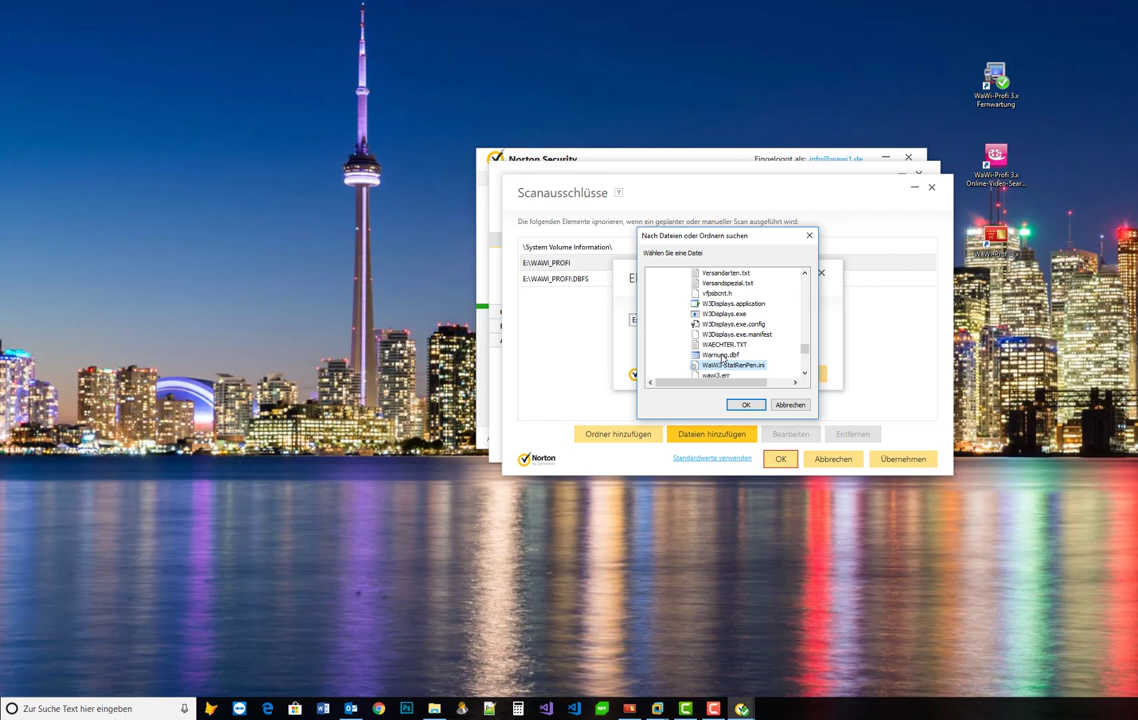 WaWi-Profi 3.x
Fernwartung
WaWi-Profi 3.x
Online-Video-Sear...
Norton Security
Eingeloggt als: info@wawi1.de
Scanausschlüsse ?
Die folgenden Elemente ignorieren, wenn ein geplanter oder manueller Scan ausgeführt wird:
\System Volume Information\
E:\WAWI_PROFI
E:\WAWI_PROFI\DBFS
Nach Dateien oder Ordnern suchen
Wählen Sie eine Datei
Versandarten.txt
Versandspezial.txt
vfpsbcnt.h
W3Displays.application
W3Displays.exe
W3Displays.exe.config
W3Displays.exe.manifest
WAECHTER.TXT
Warnung.dbf
WaWi3-StatRenPen.ini
wawi3.err
OK
Abbrechen
Ordner hinzufügen
Dateien hinzufügen
Bearbeiten
Entfernen
Norton
by Symantec
Standardwerte verwenden
OK
Abbrechen
Übernehmen
Zur Suche Text hier eingeben